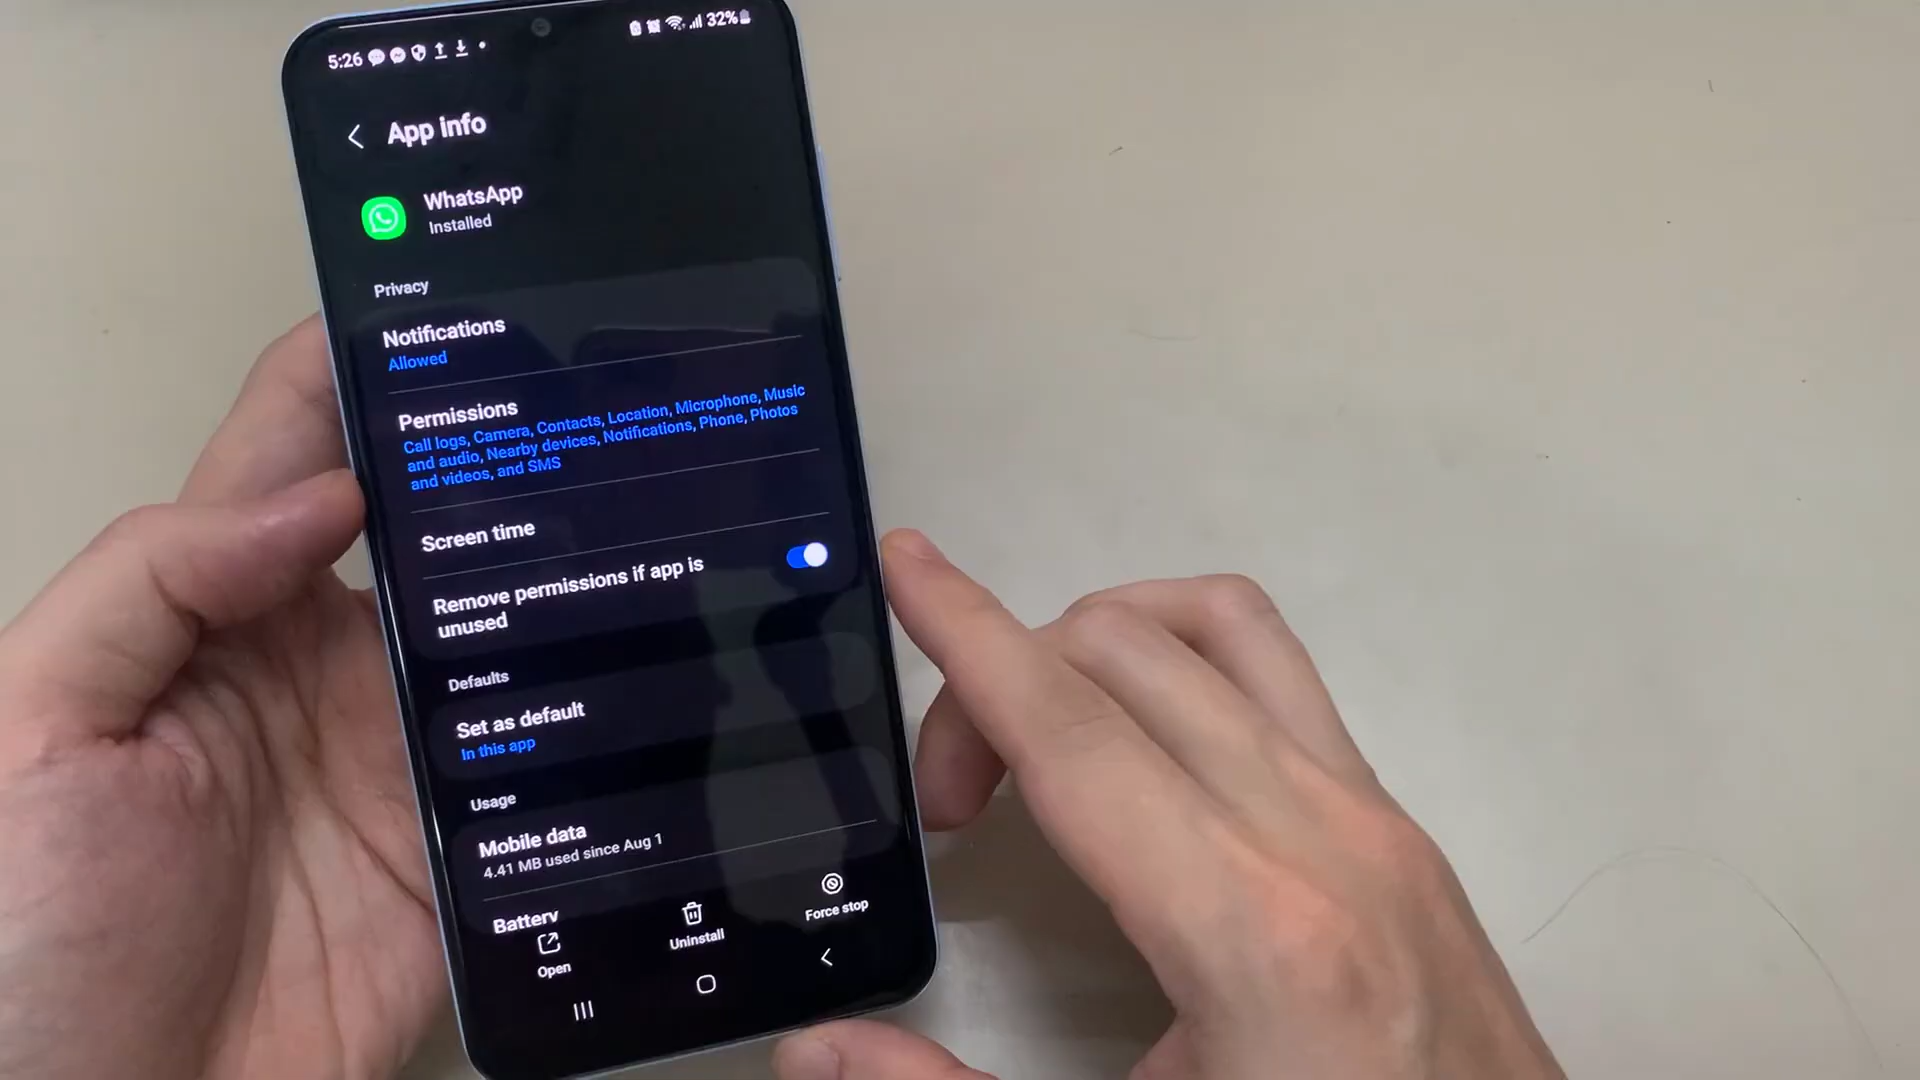 5:26
32%
App info
WhatsApp
Installed
Privacy
Notifications
Allowed
Permissions
Call logs, Camera, Contacts, Location, Microphone, Music
and audio, Nearby devices, Notifications, Phone, Photos
and videos, and SMS
Screen time
Remove permissions if app is
unused
Defaults
Set as default
In this app
Usage
Mobile data
4.41 MB used since Aug 1
Battery
Open
Uninstall
Force stop